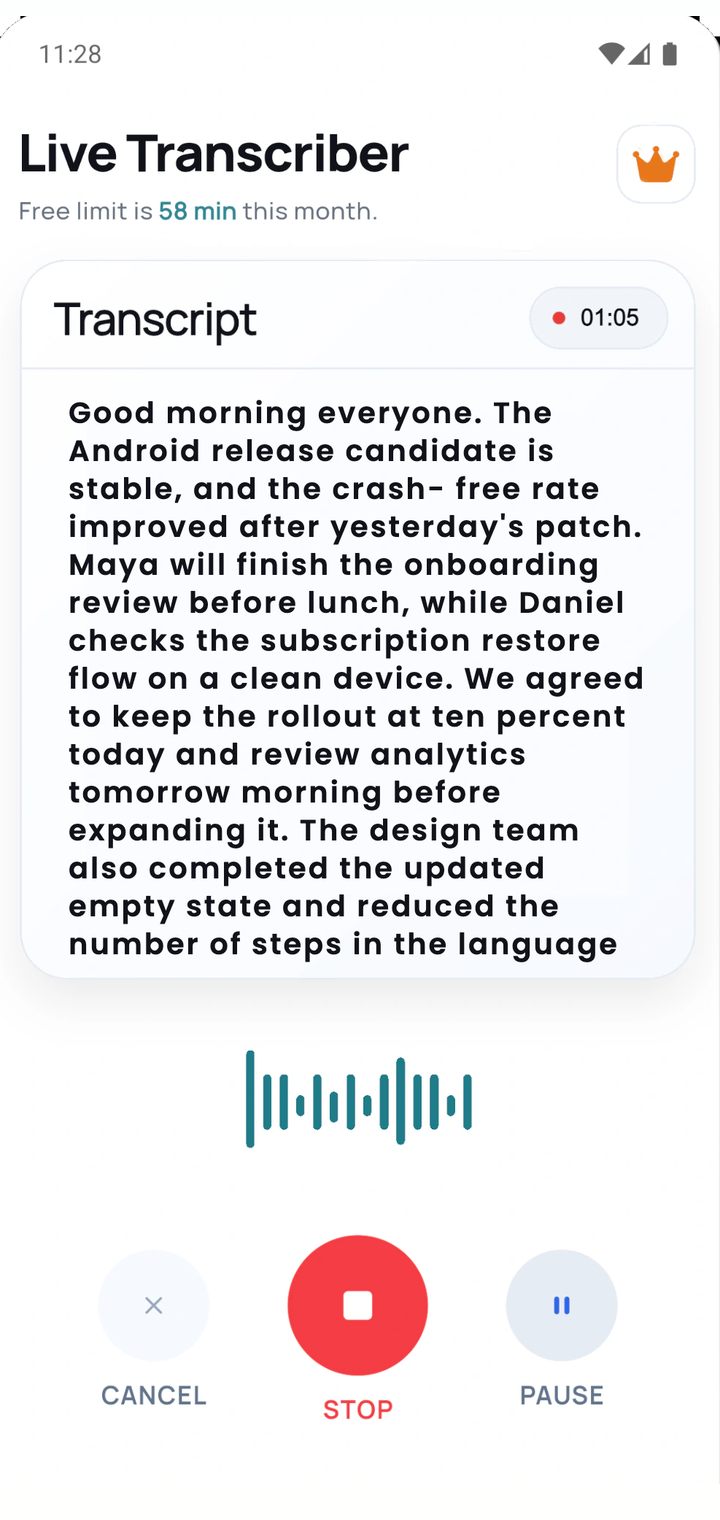 11:28
Live Transcriber
Free limit is 58 min this month.
Transcript
01:05
Good morning everyone. The
Android release candidate is
stable, and the crash- free rate
improved after yesterday's patch.
Maya will finish the onboarding
review before lunch, while Daniel
checks the subscription restore
flow on a clean device. We agreed
to keep the rollout at ten percent
today and review analytics
tomorrow morning before
expanding it. The design team
also completed the updated
empty state and reduced the
number of steps in the language
CANCEL
STOP
PAUSE